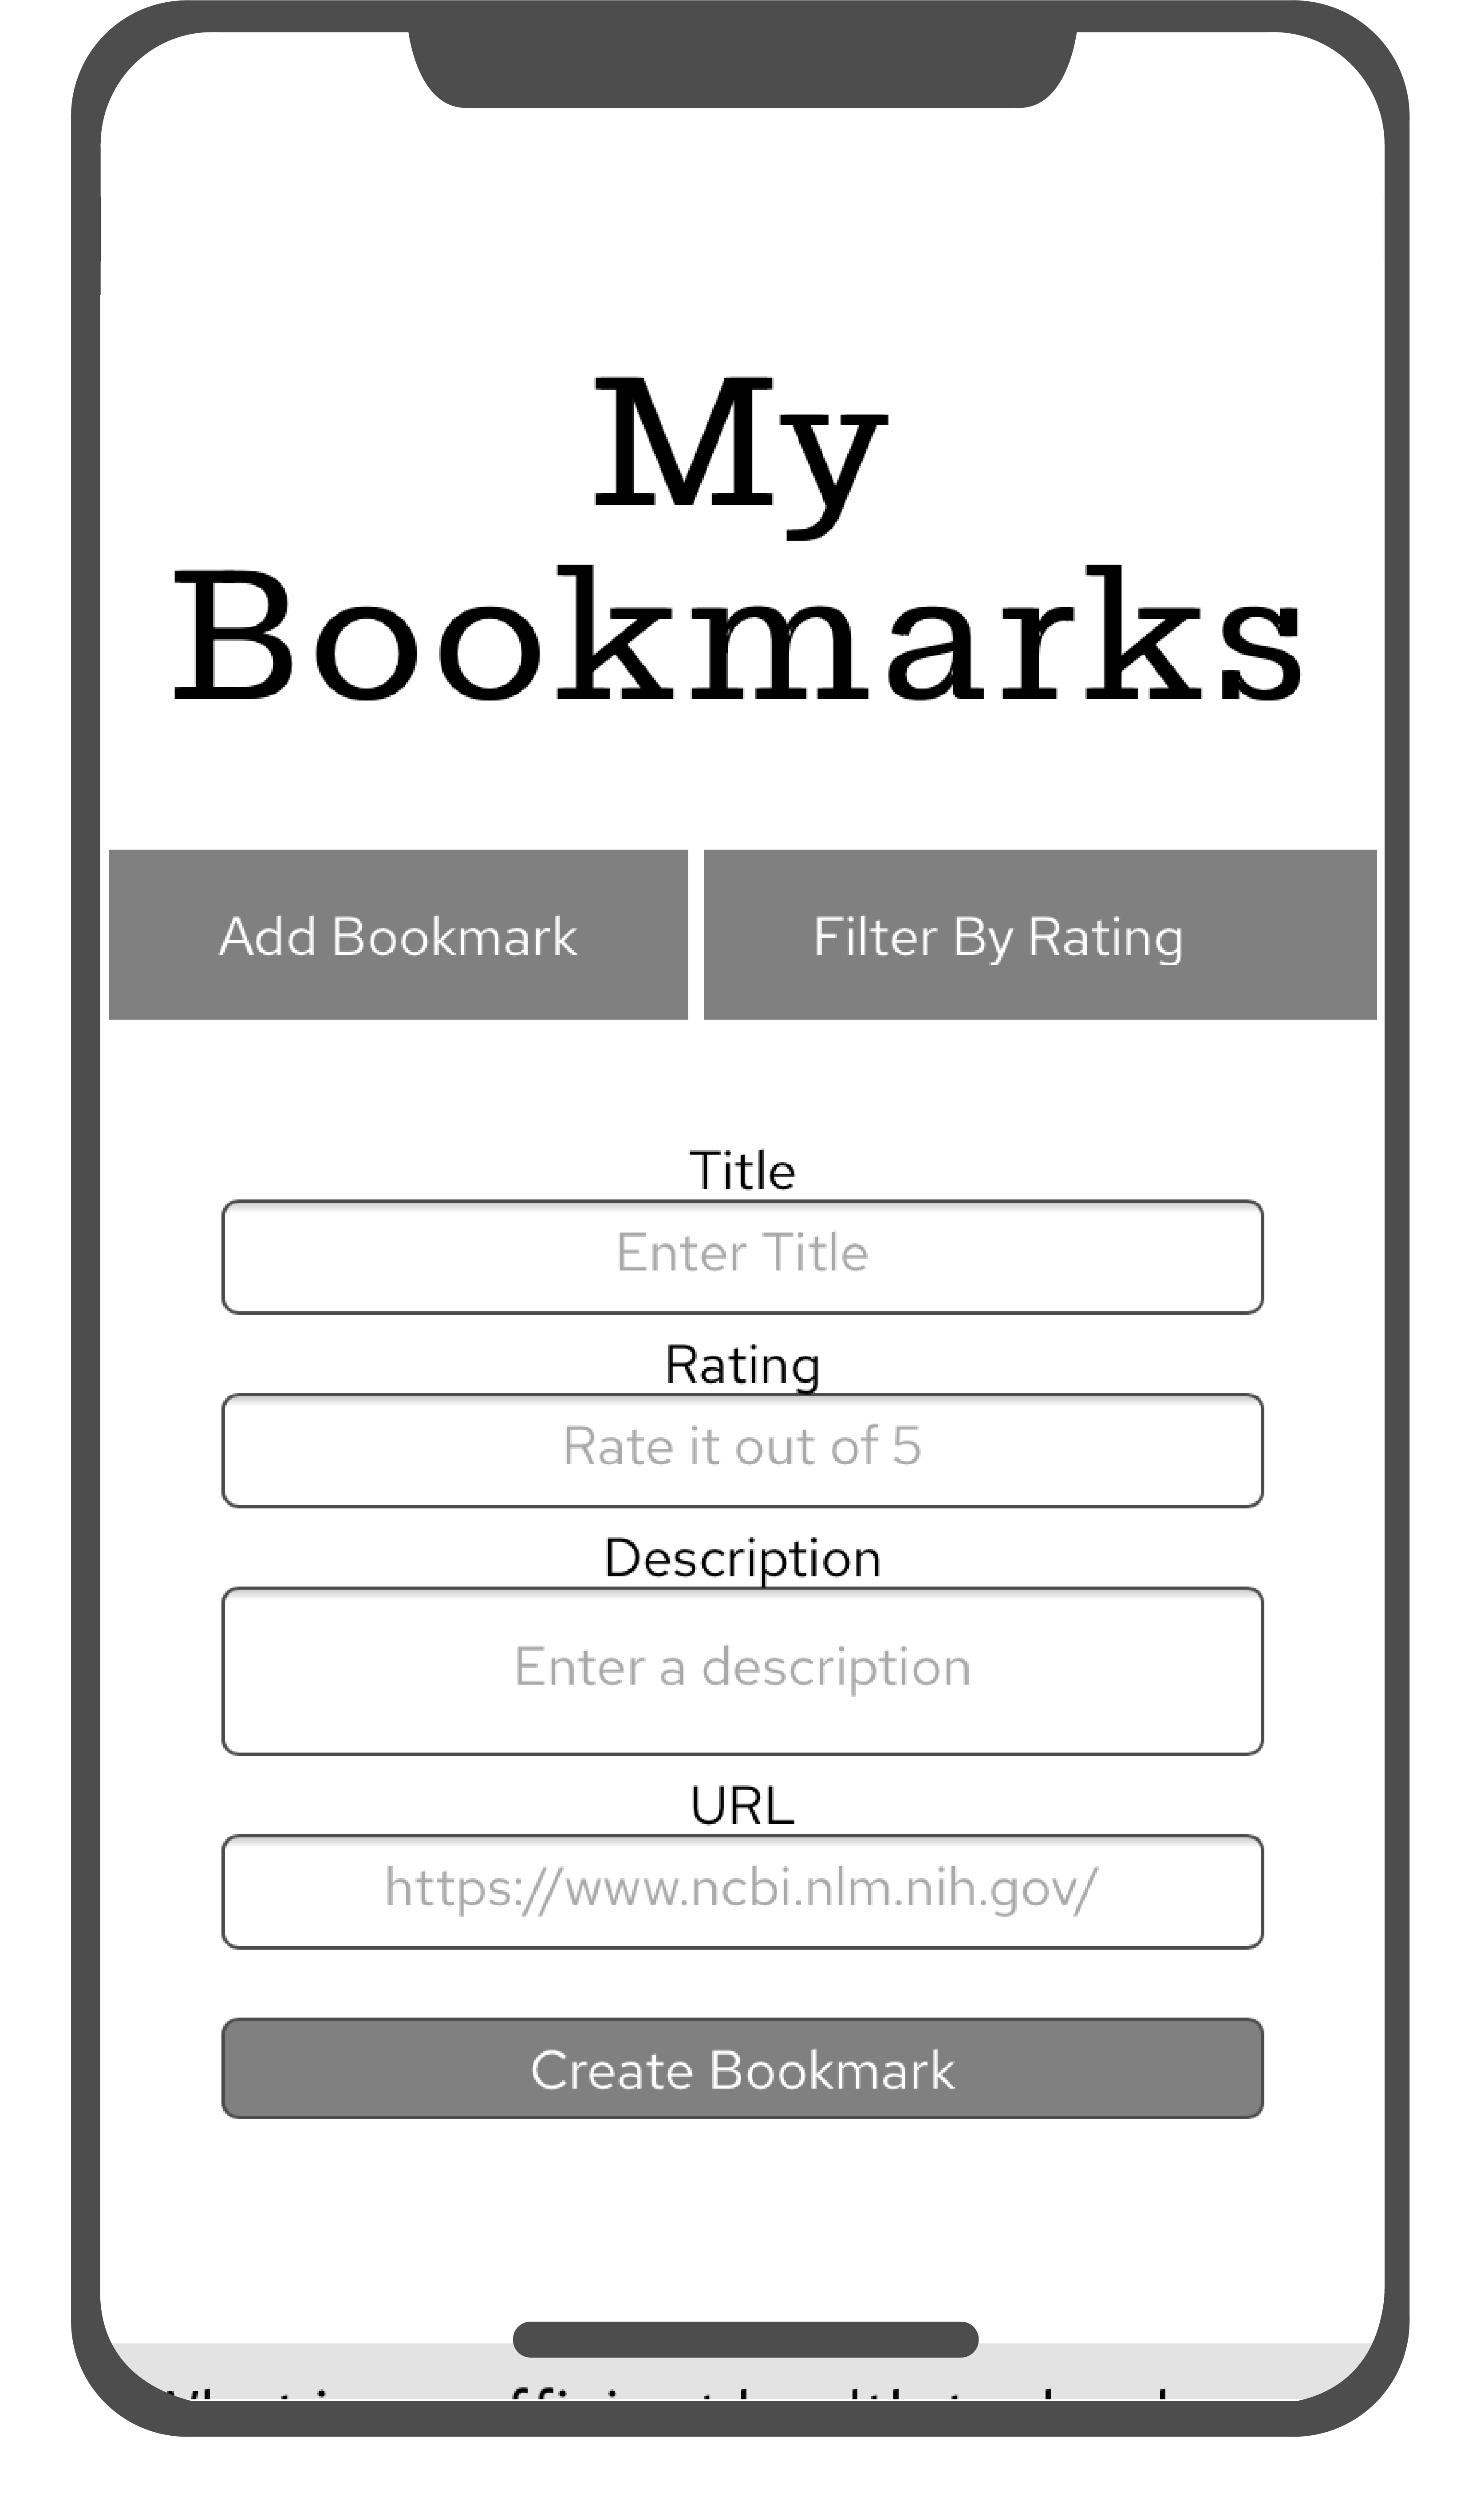 My
Bookmarks
Add Bookmark
Filter By Rating
Title
Enter Title
Rating
Rate it out of 5
Description
Enter a description
URL
https://www.ncbi.nlm.nih.gov/
Create Bookmark